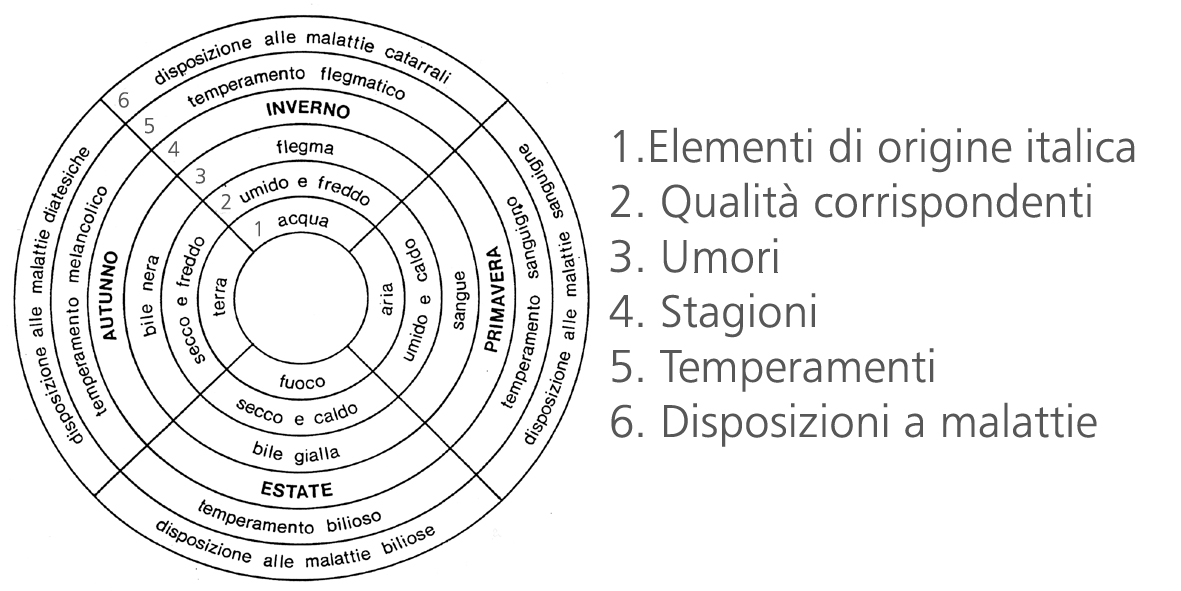 disposizione alle malattie catarrali
temperamento flegmatico
INVERNO
flegma
umido e freddo
acqua
6
5
4
3
2
1
disposizione alle malattie diatesiche
temperamento melancolico
AUTUNNO
bile nera
secco e freddo
terra
aria
umido e caldo
sangue
PRIMAVERA
temperamento sanguigno
disposizione alle malattie sanguigne
fuoco
secco e caldo
bile gialla
ESTATE
temperamento bilioso
disposizione alle malattie biliose
1.Elementi di origine italica
2. Qualità corrispondenti
3. Umori
4. Stagioni
5. Temperamenti
6. Disposizioni a malattie